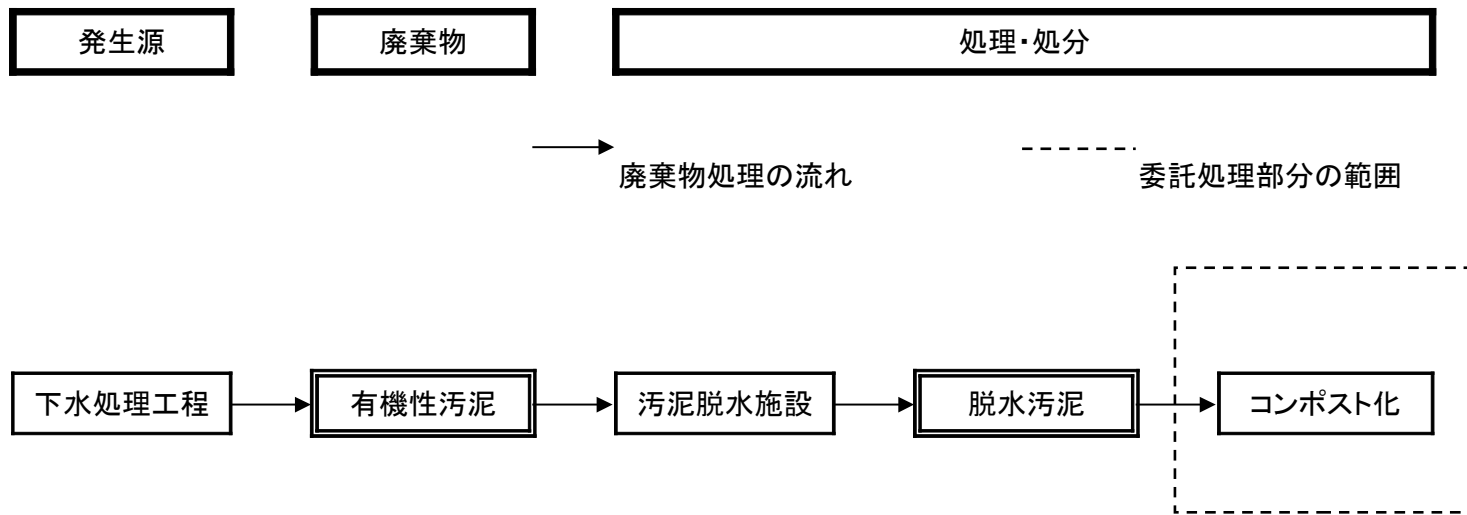 発生源
廃棄物
処理・処分
廃棄物処理の流れ
委託処理部分の範囲
下水処理工程
有機性汚泥
汚泥脱水施設
脱水汚泥
コンポスト化